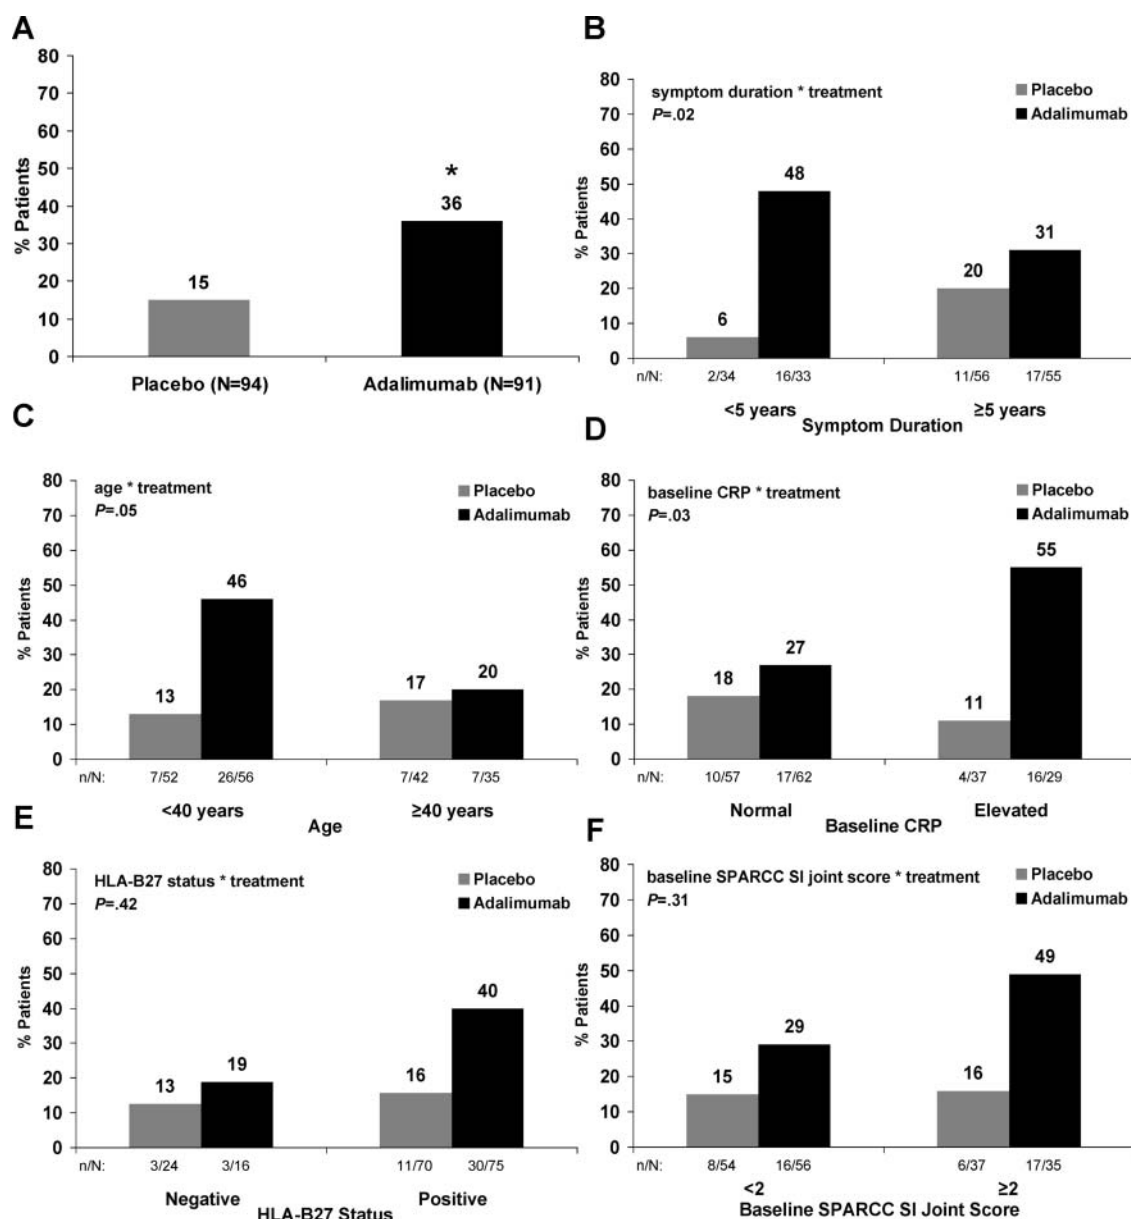 A
80
70
60
50
40
30
20
10
0
% Patients
15
*
36
Placebo (N=94)
Adalimumab (N=91)
B
80
70
60
50
40
30
20
10
0
% Patients
symptom duration * treatment
P=.02
Placebo
Adalimumab
6
48
20
31
n/N: 2/34 16/33 11/56 17/55
<5 years ≥5 years
Symptom Duration
C
80
70
60
50
40
30
20
10
0
% Patients
age * treatment
P=.05
Placebo
Adalimumab
13
46
17
20
n/N: 7/52 26/56 7/42 7/35
<40 years ≥40 years
Age
D
80
70
60
50
40
30
20
10
0
% Patients
baseline CRP * treatment
P=.03
Placebo
Adalimumab
18
27
11
55
n/N: 10/57 17/62 4/37 16/29
Normal Elevated
Baseline CRP
E
80
70
60
50
40
30
20
10
0
% Patients
HLA-B27 status * treatment
P=.42
Placebo
Adalimumab
13
19
16
40
n/N: 3/24 3/16 11/70 30/75
Negative Positive
HLA-B27 Status
F
80
70
60
50
40
30
20
10
0
% Patients
baseline SPARCC SI joint score * treatment
P=.31
Placebo
Adalimumab
15
29
16
49
n/N: 8/54 16/56 6/37 17/35
<2 ≥2
Baseline SPARCC SI Joint Score